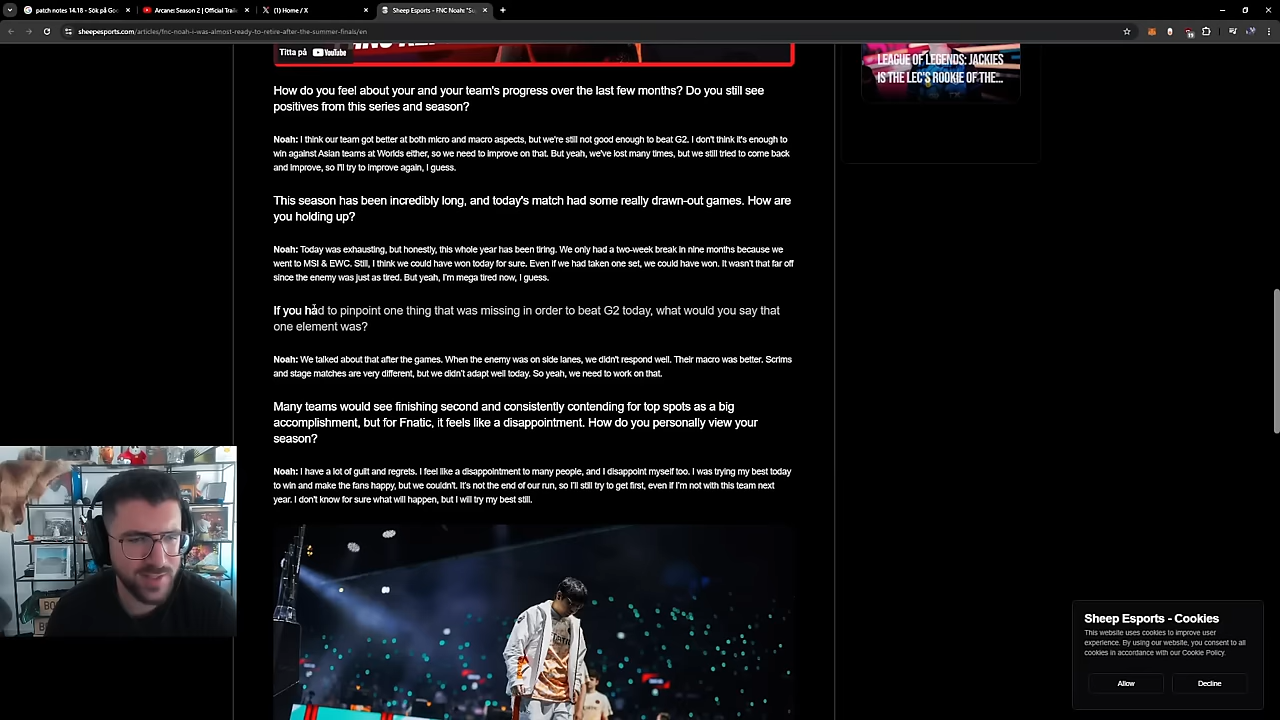 patch notes 14.18 - Sök på Go
Arcane: Season 2 | Official Trail
(1) Home / X
Sheep Esports - FNC Noah: "Su
sheepesports.com/articles/fnc-noah-i-was-almost-ready-to-retire-after-the-summer-finals/en
Titta på YouTube
LEAGUE OF LEGENDS: JACKIES
IS THE LEC'S ROOKIE OF THE...
How do you feel about your and your team's progress over the last few months? Do you still see
positives from this series and season?
Noah: I think our team got better at both micro and macro aspects, but we're still not good enough to beat G2. I don't think it's enough to
win against Asian teams at Worlds either, so we need to improve on that. But yeah, we've lost many times, but we still tried to come back
and improve, so I'll try to improve again, I guess.
This season has been incredibly long, and today's match had some really drawn-out games. How are
you holding up?
Noah: Today was exhausting, but honestly, this whole year has been tiring. We only had a two-week break in nine months because we
went to MSI & EWC. Still, I think we could have won today for sure. Even if we had taken one set, we could have won. It wasn't that far off
since the enemy was just as tired. But yeah, I'm mega tired now, I guess.
If you had to pinpoint one thing that was missing in order to beat G2 today, what would you say that
one element was?
Noah: We talked about that after the games. When the enemy was on side lanes, we didn't respond well. Their macro was better. Scrims
and stage matches are very different, but we didn't adapt well today. So yeah, we need to work on that.
Many teams would see finishing second and consistently contending for top spots as a big
accomplishment, but for Fnatic, it feels like a disappointment. How do you personally view your
season?
Noah: I have a lot of guilt and regrets. I feel like a disappointment to many people, and I disappoint myself too. I was trying my best today
to win and make the fans happy, but we couldn't. It's not the end of our run, so I'll still try to get first, even if I'm not with this team next
year. I don't know for sure what will happen, but I will try my best still.
Sheep Esports - Cookies
This website uses cookies to improve user
experience. By using our website, you consent to all
cookies in accordance with our Cookie Policy.
Allow
Decline